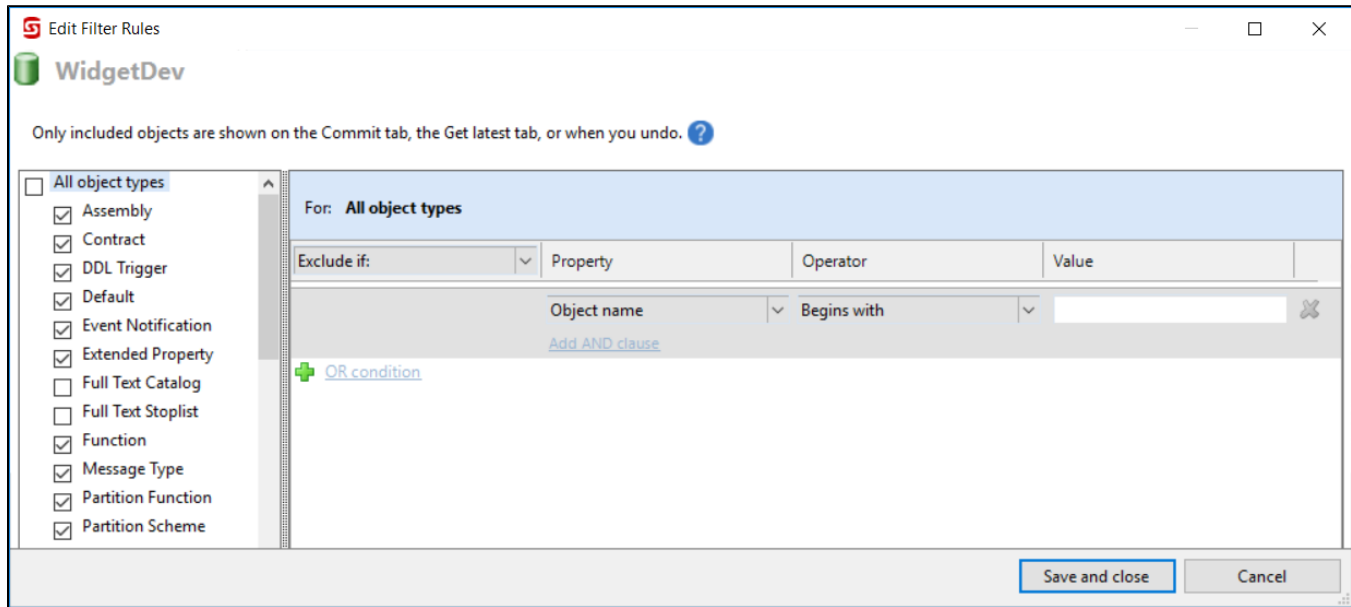 Edit Filter Rules
WidgetDev
Only included objects are shown on the Commit tab, the Get latest tab, or when you undo. ?
All object types
Assembly
Contract
DDL Trigger
Default
Event Notification
Extended Property
Full Text Catalog
Full Text Stoplist
Function
Message Type
Partition Function
Partition Scheme
For: All object types
Exclude if: Property Operator Value
Object name Begins with
Add AND clause
OR condition
Save and close Cancel